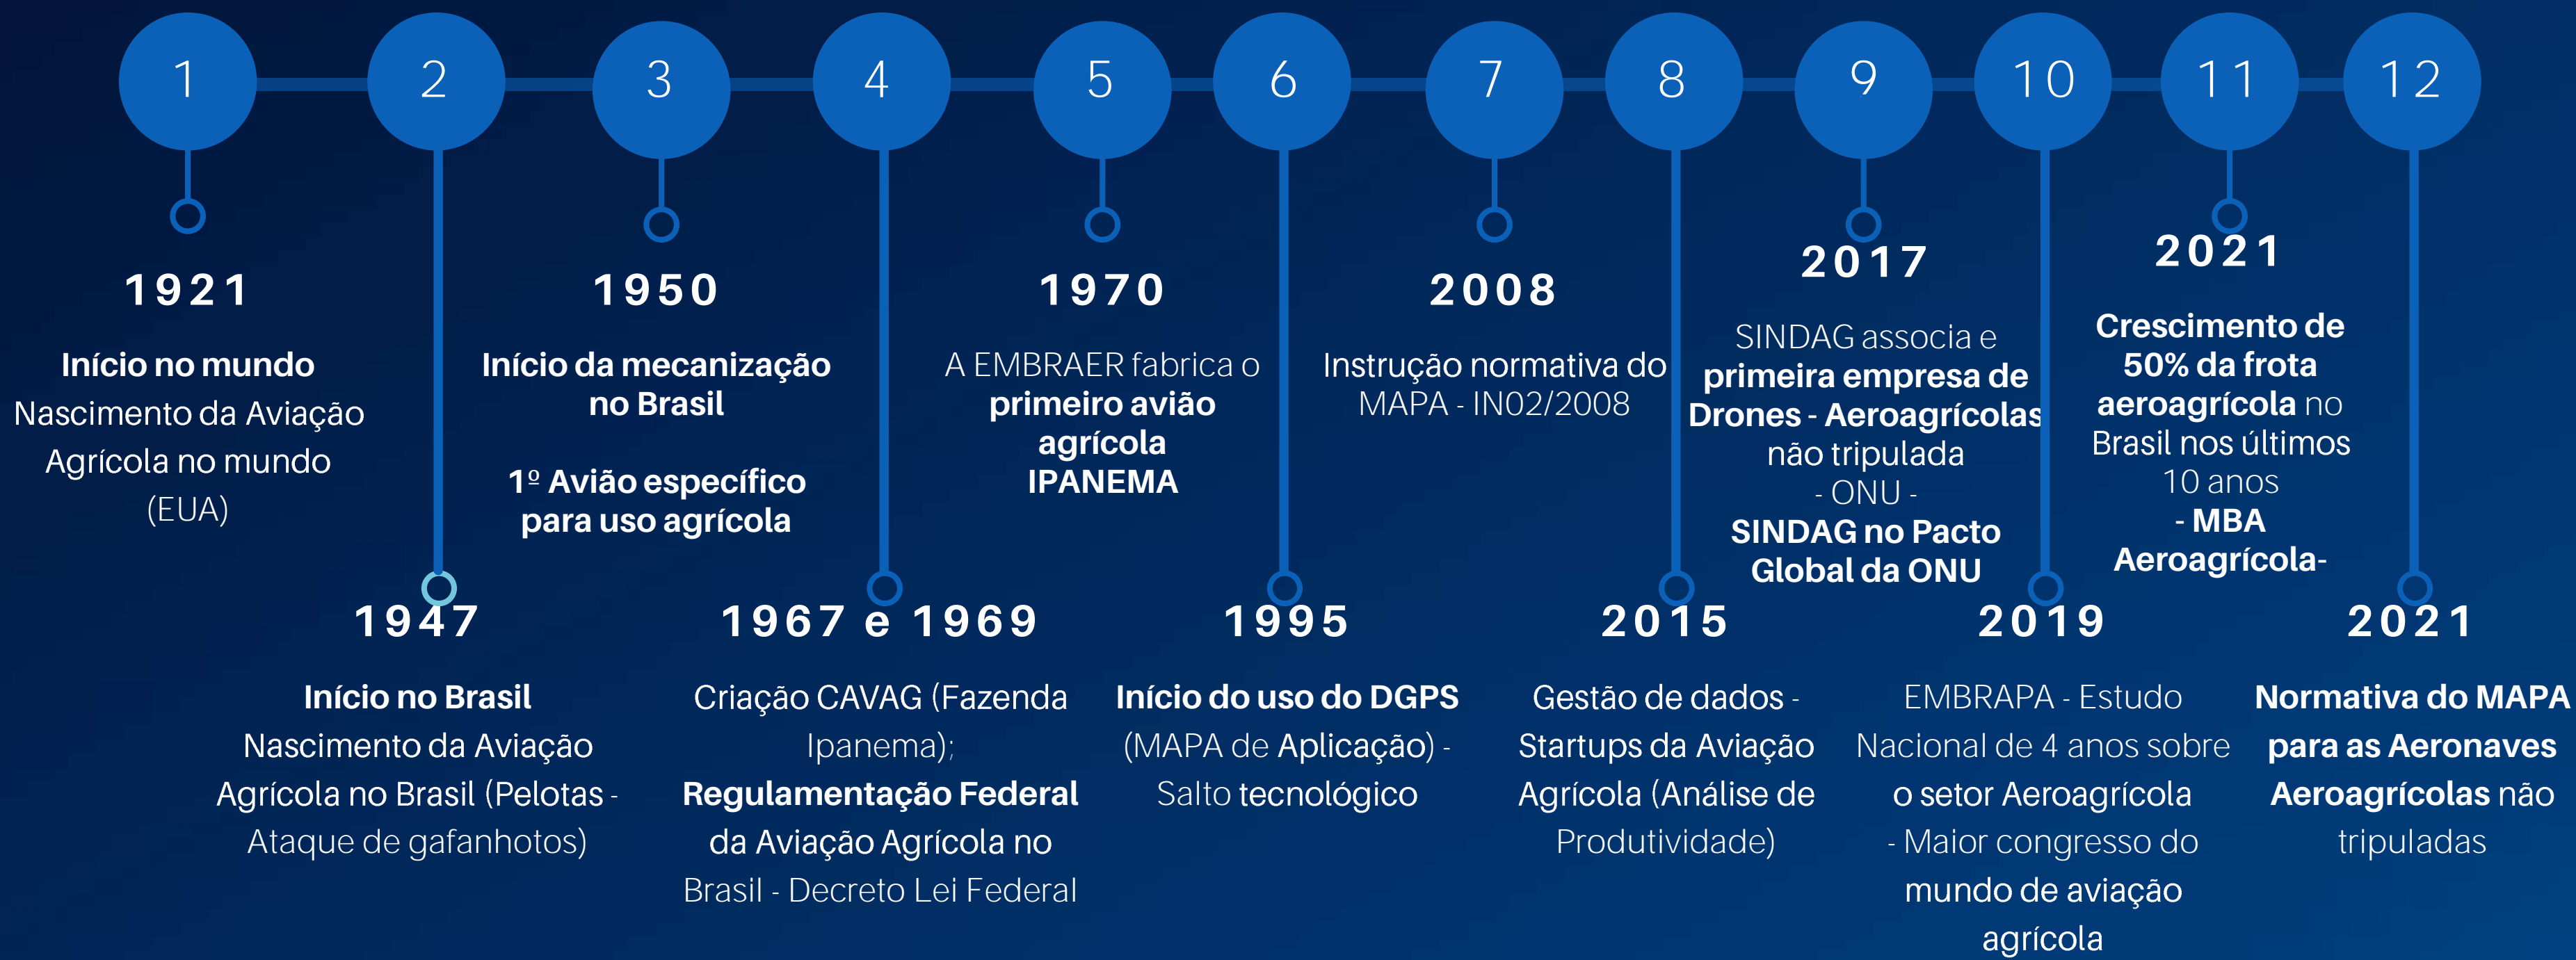 1
2
3
4
5
6
7
8
9
10
11
12
1921
Início no mundo
Nascimento da Aviação
Agrícola no mundo
(EUA)
1947
Início no Brasil
Nascimento da Aviação
Agrícola no Brasil (Pelotas -
Ataque de gafanhotos)
1950
Início da mecanização
no Brasil
1º Avião específico
para uso agrícola
1967 e 1969
Criação CAVAG (Fazenda
Ipanema);
Regulamentação Federal
da Aviação Agrícola no
Brasil - Decreto Lei Federal
1970
A EMBRAER fabrica o
primeiro avião
agrícola
IPANEMA
1995
Início do uso do DGPS
(MAPA de Aplicação) -
Salto tecnológico
2008
Instrução normativa do
MAPA - IN02/2008
2015
Gestão de dados -
Startups da Aviação
Agrícola (Análise de
Produtividade)
2017
SINDAG associa e
primeira empresa de
Drones - Aeroagrícolas
não tripulada
- ONU -
SINDAG no Pacto
Global da ONU
2019
EMBRAPA - Estudo
Nacional de 4 anos sobre
o setor Aeroagrícola
- Maior congresso do
mundo de aviação
agrícola
2021
Crescimento de
50% da frota
aeroagrícola no
Brasil nos últimos
10 anos
- MBA
Aeroagrícola-
2021
Normativa do MAPA
para as Aeronaves
Aeroagrícolas não
tripuladas